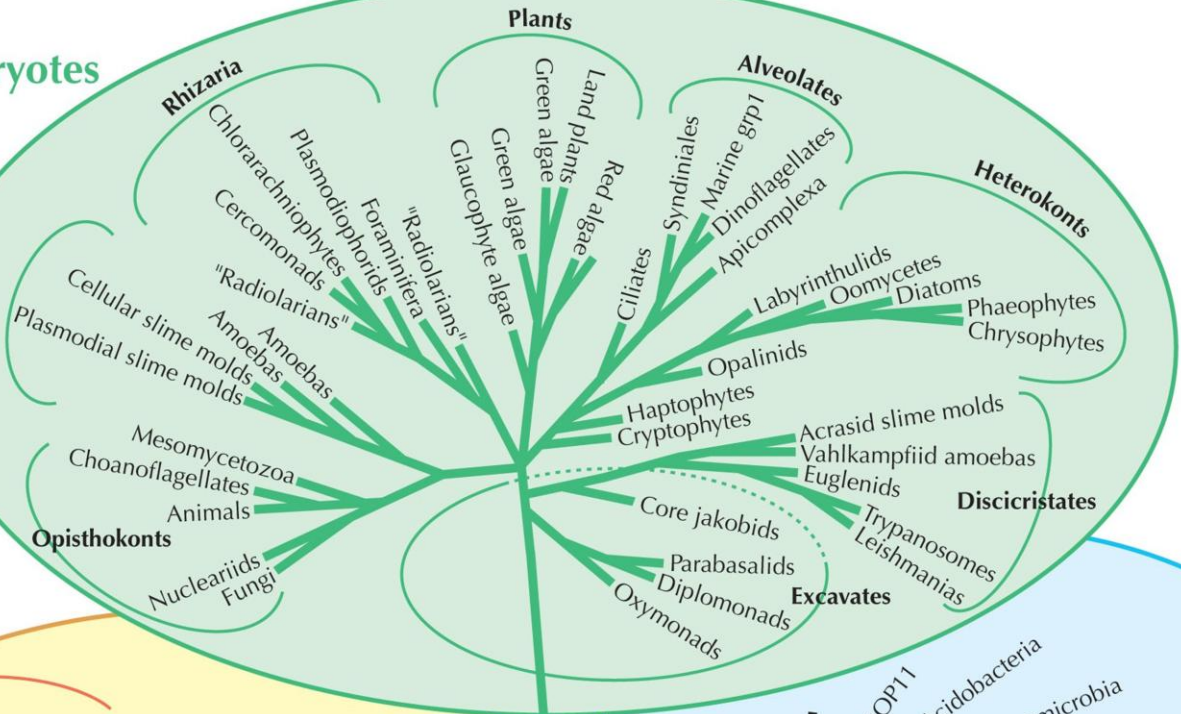 ryotes
Plants
Rhizaria
Alveolates
Heterokonts
Chlorarachniophytes
Plasmodiophorids
Cercomonads
Foraminifera
"Radiolarians"
"Radiolarians"
Glaucophyte algae
Green algae
Green algae
Land plants
Red algae
Ciliates
Syndiniales
Marine grp1
Dinoflagellates
Apicomplexa
Labyrinthulids
Oomycetes
Diatoms
Phaeophytes
Chrysophytes
Opalinids
Haptophytes
Cryptophytes
Cellular slime molds
Plasmodial slime molds
Amoebas
Amoebas
Mesomycetozoa
Choanoflagellates
Animals
Opisthokonts
Nucleariids
Fungi
Acrasid slime molds
Vahlkampfiid amoebas
Euglenids
Discicristates
Trypanosomes
Leishmanias
Core jakobids
Parabasalids
Diplomonads
Oxymonads
Excavates
OP11
cidobacteria
microbia